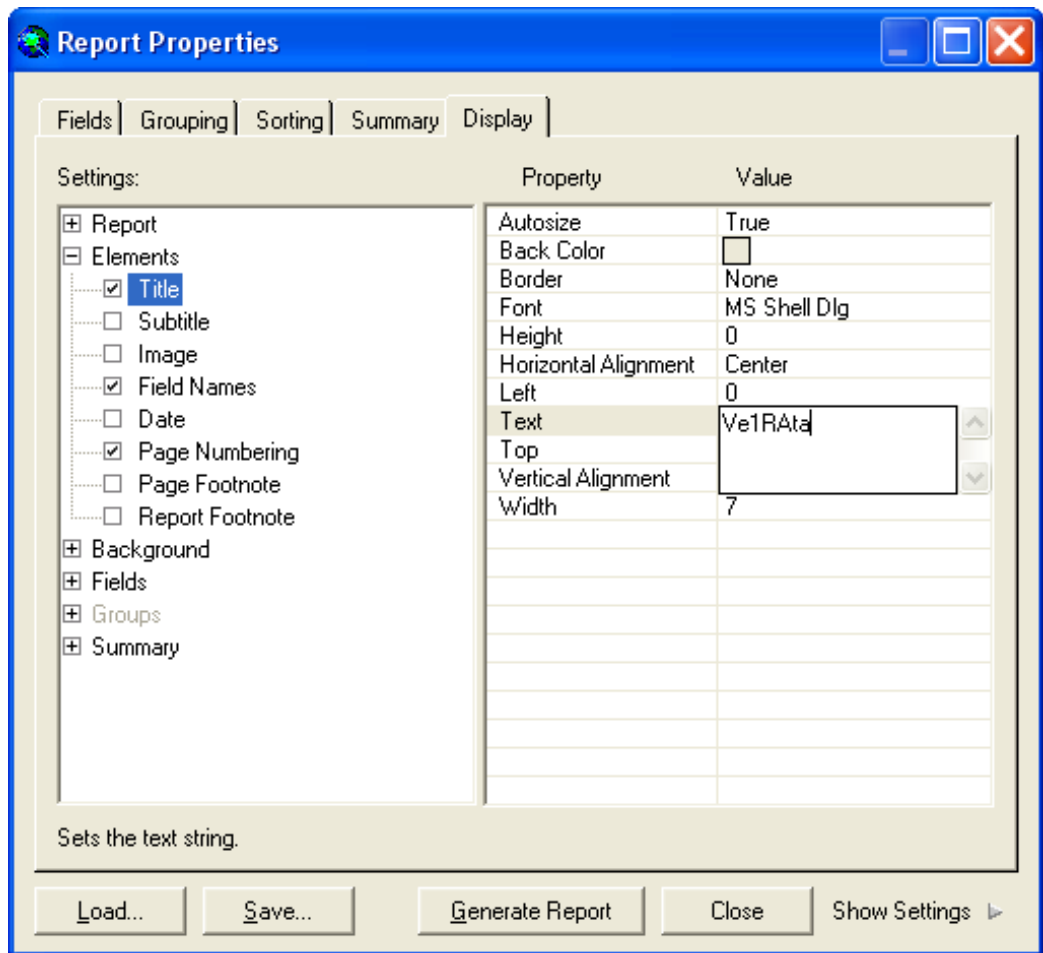 Report Properties
Fields Grouping Sorting Summary Display
Settings: Property Value
Report
Elements
Title
Subtitle
Image
Field Names
Date
Page Numbering
Page Footnote
Report Footnote
Background
Fields
Groups
Summary
Autosize True
Back Color
Border None
Font MS Shell Dlg
Height 0
Horizontal Alignment Center
Left 0
Text Ve1RAta
Top
Vertical Alignment
Width 7
Sets the text string.
Load... Save... Generate Report Close Show Settings